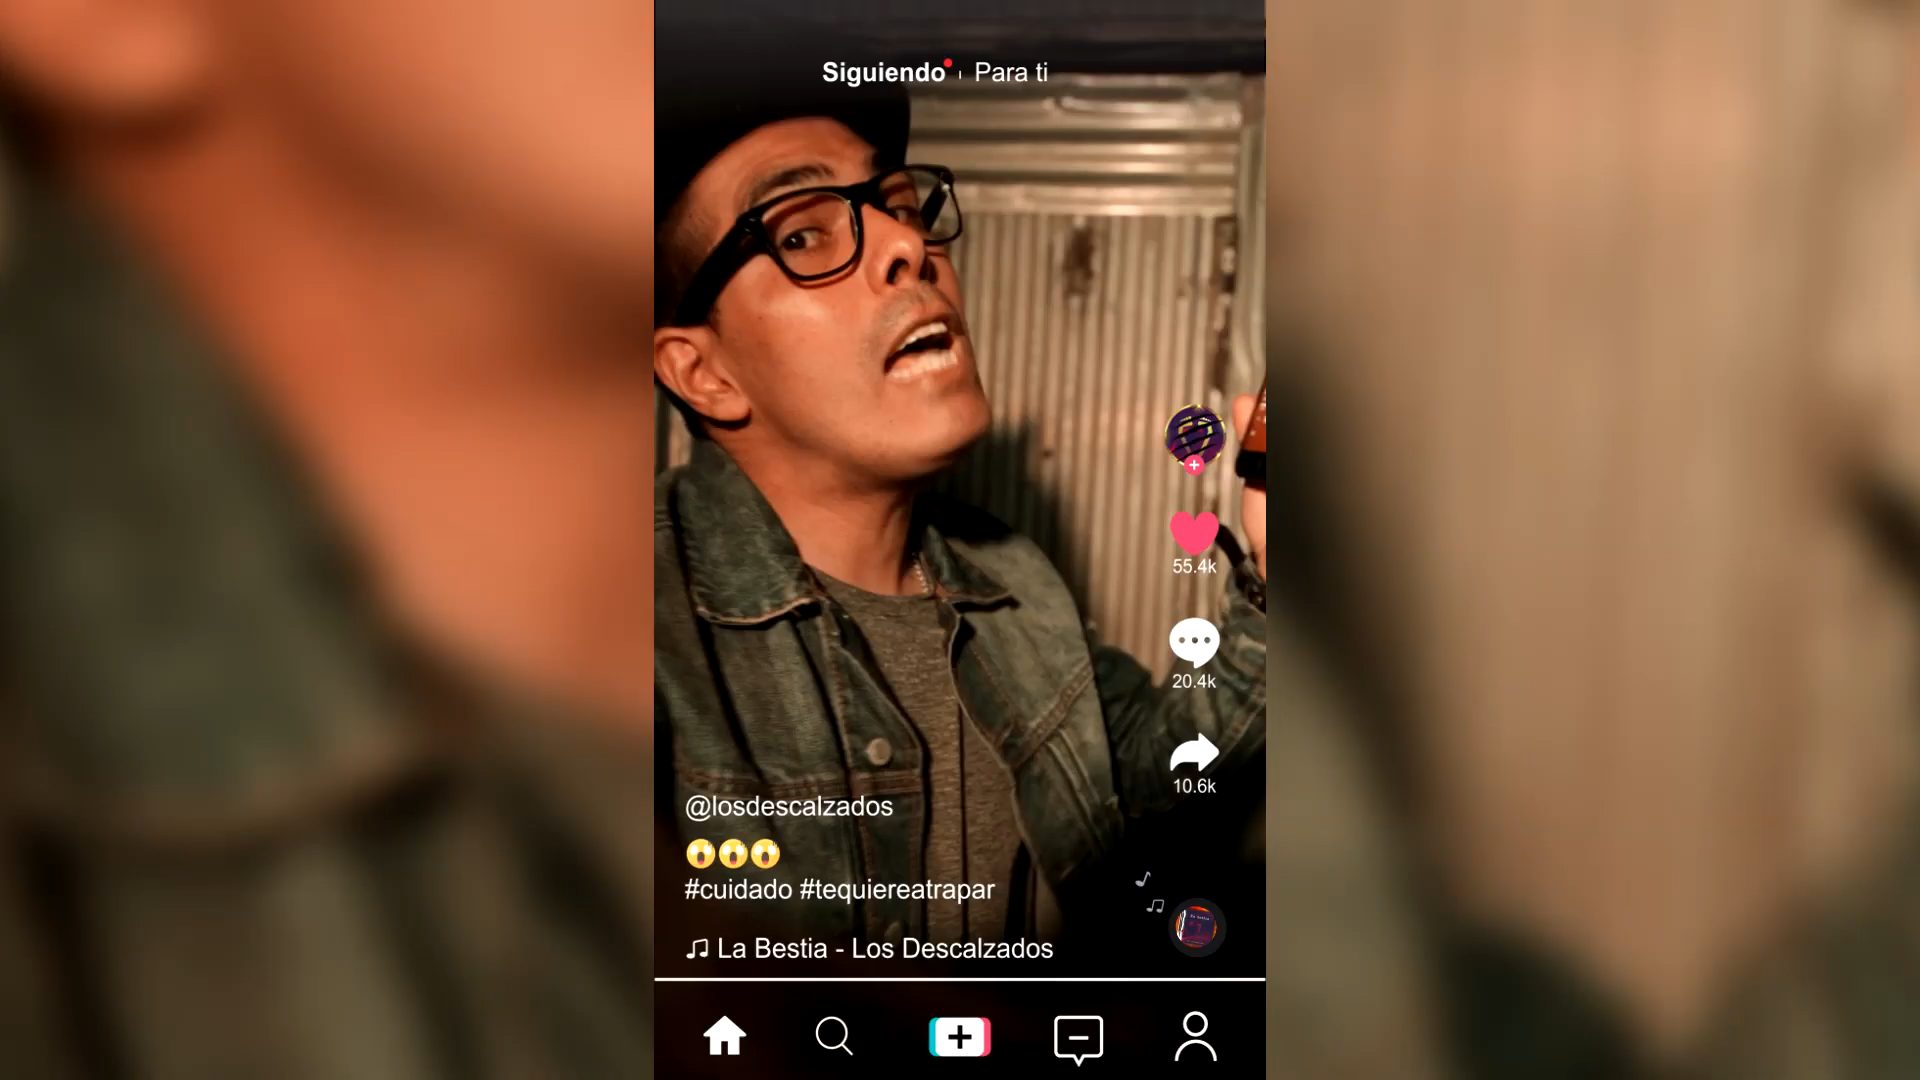 Siguiendo Para ti
55.4k
20.4k
10.6k
@losdescalzados
😱😱😱
#cuidado #tequiereatrapar
♫ La Bestia - Los Descalzados